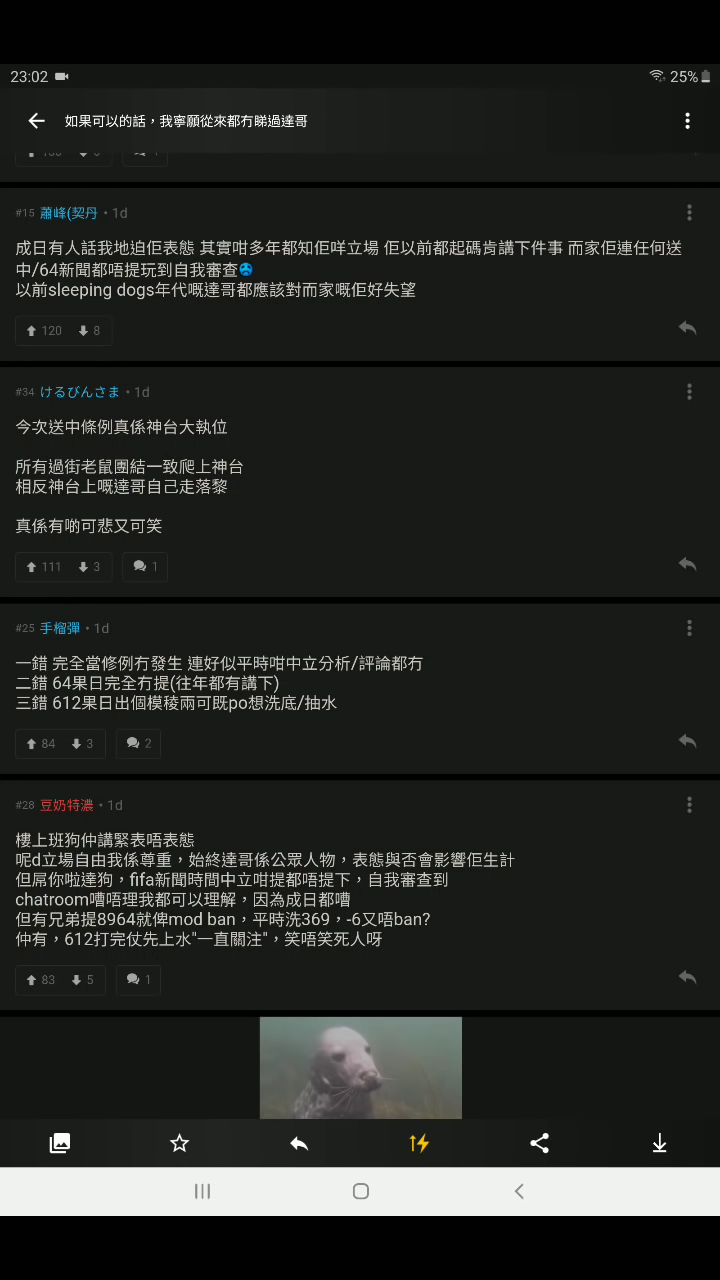 23:02
25%
如果可以的話，我寧願從來都冇睇過達哥
#15 蕭峰(契丹 • 1d
成日有人話我地迫佢表態 其實咁多年都知佢咩立場 佢以前都起碼肯講下件事 而家佢連任何送
中/64新聞都唔提玩到自我審查
以前sleeping dogs年代嘅達哥都應該對而家嘅佢好失望
120 8
#34 けるびんさま • 1d
今次送中條例真係神台大執位
所有過街老鼠團結一致爬上神台
相反神台上嘅達哥自己走落黎
真係有啲可悲又可笑
111 3 1
#25 手榴彈 • 1d
一錯 完全當修例冇發生 連好似平時咁中立分析/評論都冇
二錯 64果日完全冇提(往年都有講下)
三錯 612果日出個模稜兩可既po想洗底/抽水
84 3 2
#28 豆奶特濃 • 1d
樓上班狗仲講緊表唔表態
呢d立場自由我係尊重，始終達哥係公眾人物，表態與否會影響佢生計
但屌你啦達狗，fifa新聞時間中立咁提都唔提下，自我審查到
chatroom嘈唔理我都可以理解，因為成日都嘈
但有兄弟提8964就俾mod ban，平時洗369，-6又唔ban?
仲有，612打完仗先上水"一直關注"，笑唔笑死人呀
83 5 1